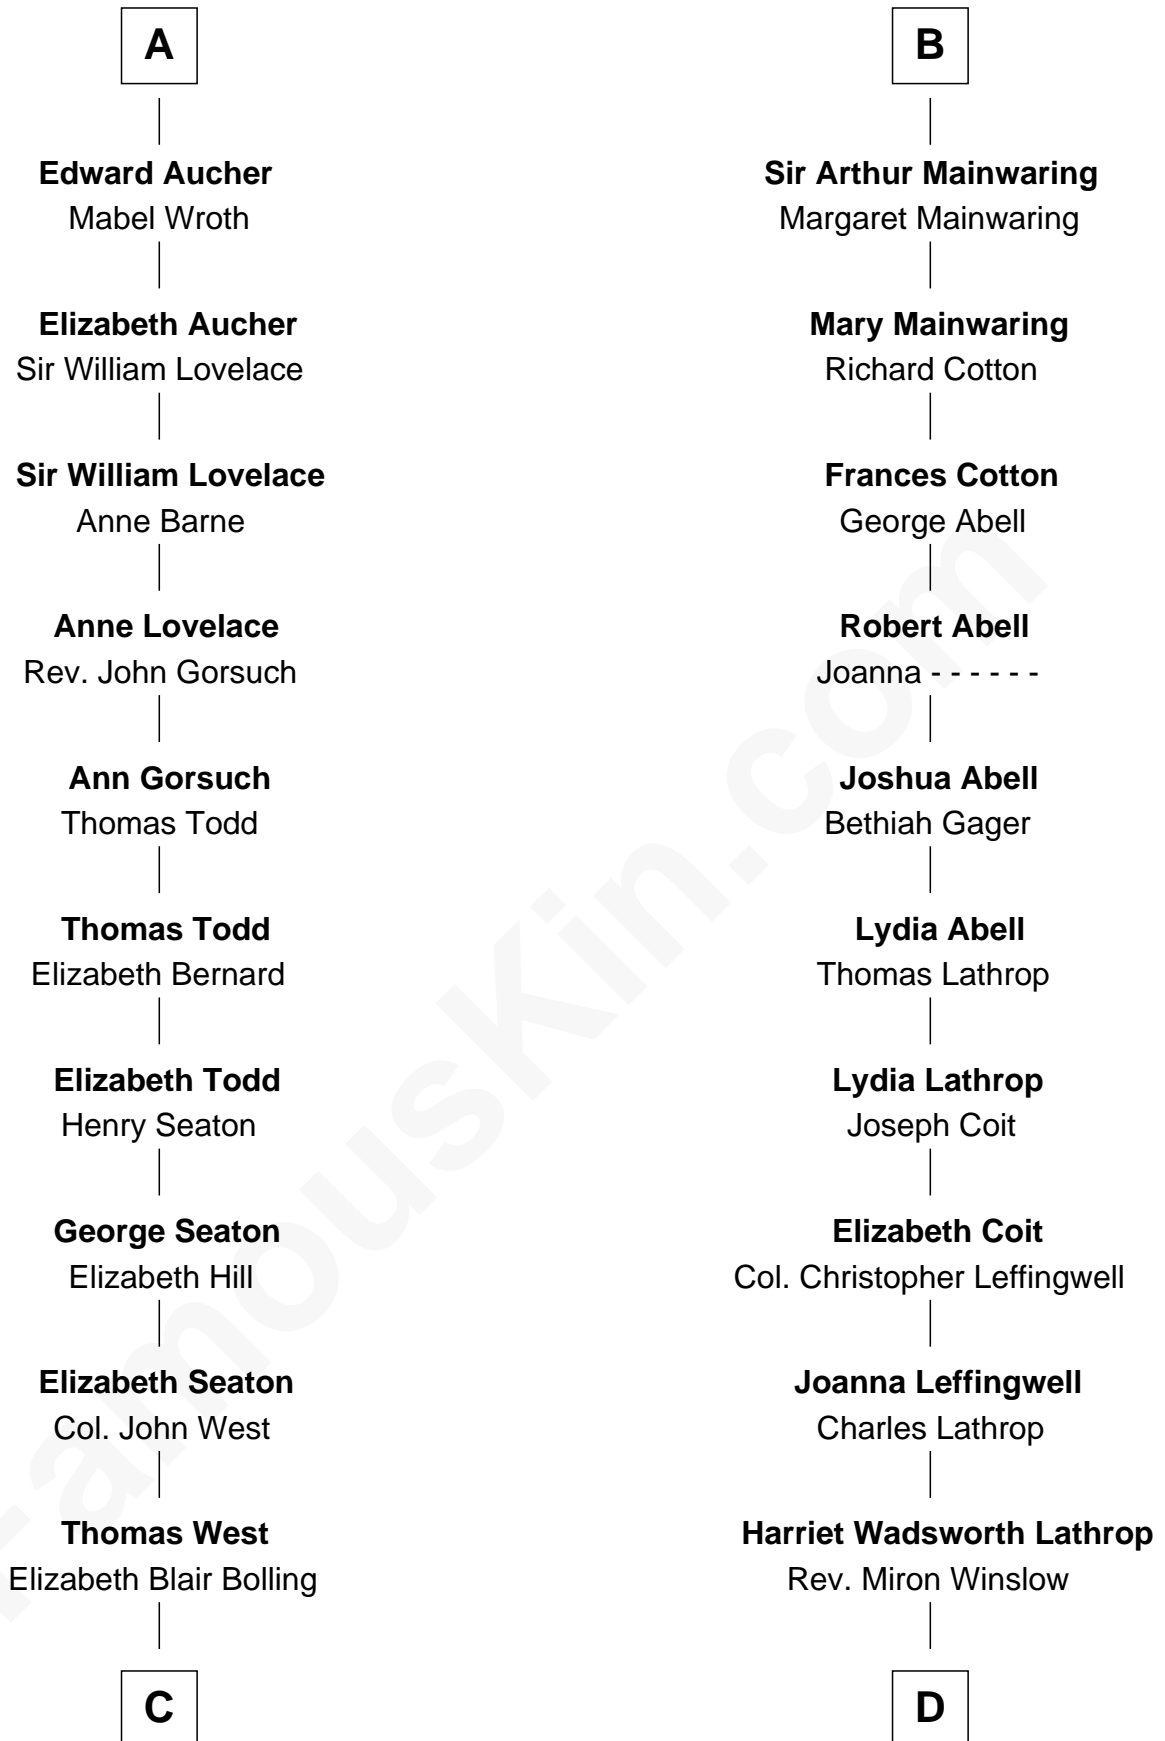 A
Edward Aucher
Mabel Wroth
Elizabeth Aucher
Sir William Lovelace
Sir William Lovelace
Anne Barne
Anne Lovelace
Rev. John Gorsuch
Ann Gorsuch
Thomas Todd
Thomas Todd
Elizabeth Bernard
Elizabeth Todd
Henry Seaton
George Seaton
Elizabeth Hill
Elizabeth Seaton
Col. John West
Thomas West
Elizabeth Blair Bolling
C
B
Sir Arthur Mainwaring
Margaret Mainwaring
Mary Mainwaring
Richard Cotton
Frances Cotton
George Abell
Robert Abell
Joanna - - - - - -
Joshua Abell
Bethiah Gager
Lydia Abell
Thomas Lathrop
Lydia Lathrop
Joseph Coit
Elizabeth Coit
Col. Christopher Leffingwell
Joanna Leffingwell
Charles Lathrop
Harriet Wadsworth Lathrop
Rev. Miron Winslow
D
FamousKin.com